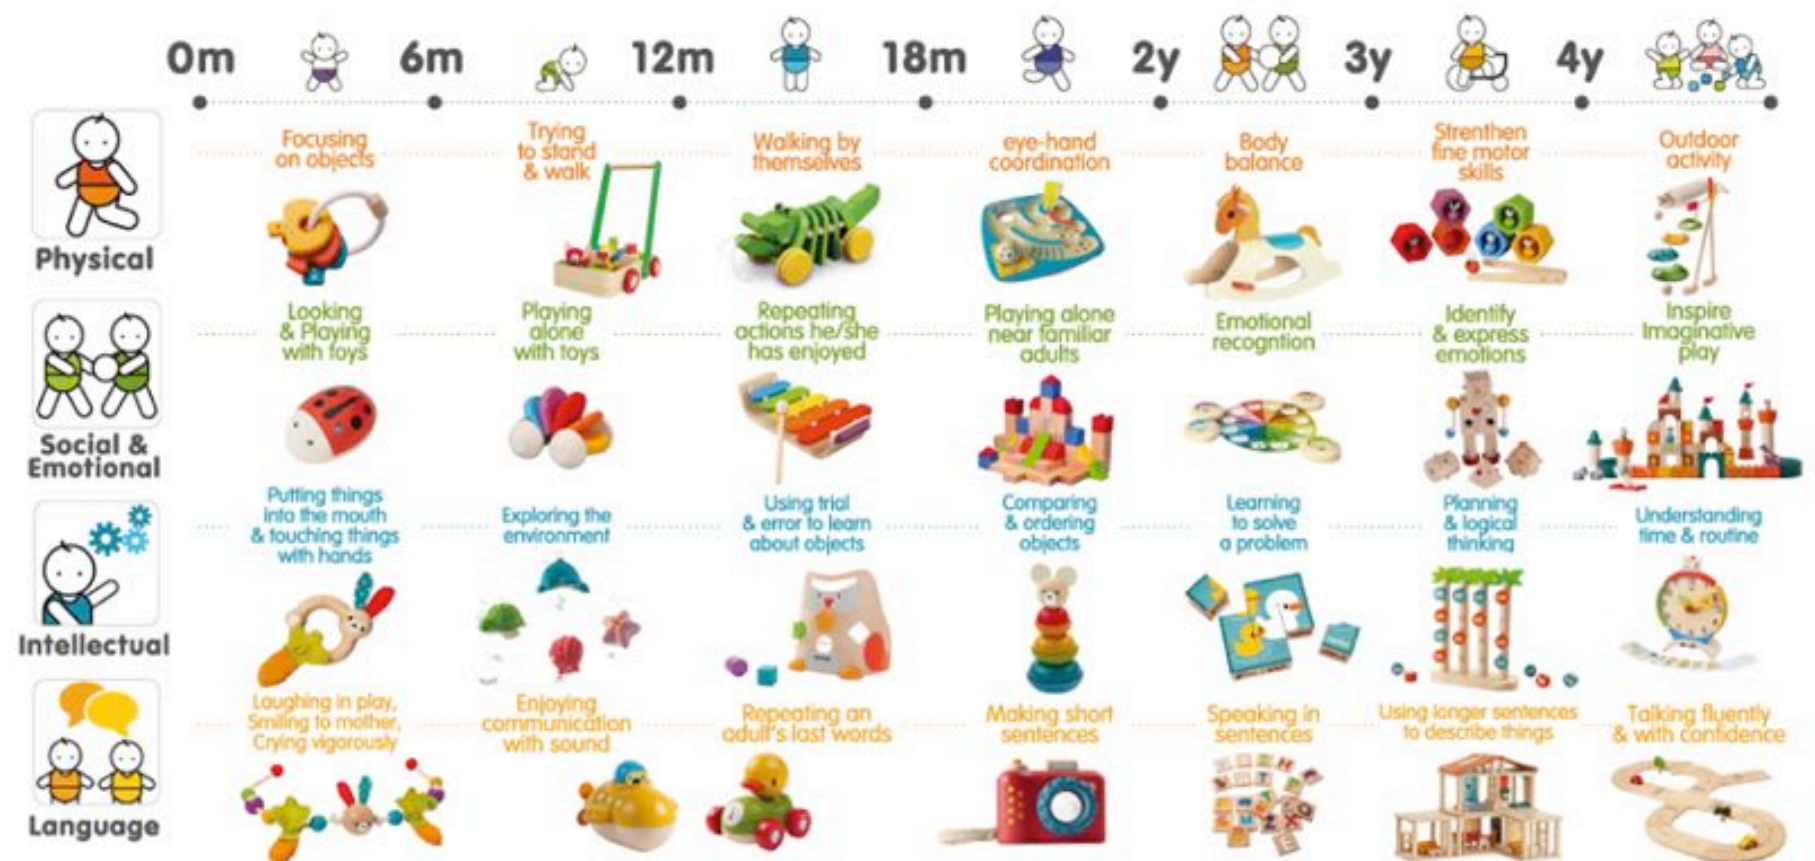 0m 6m 12m 18m 2y 3y 4y
Physical
Focusing
on objects
Trying
to stand
& walk
Walking by
themselves
eye-hand
coordination
Body
balance
Strenthen
fine motor
skills
Outdoor
activity
Social &
Emotional
Looking
& Playing
with toys
Playing
alone
with toys
Repeating
actions he/she
has enjoyed
Playing alone
near familiar
adults
Emotional
recogntion
Identify
& express
emotions
Inspire
Imaginative
play
Intellectual
Putting things
into the mouth
& touching things
with hands
Exploring the
environment
Using trial
& error to learn
about objects
Comparing
& ordering
objects
Learning
to solve
a problem
Planning
& logical
thinking
Understanding
time & routine
Language
Laughing in play,
Smiling to mother,
Crying vigorously
Enjoying
communication
with sound
Repeating an
adult's last words
Making short
sentences
Speaking in
sentences
Using longer sentences
to describe things
Talking fluently
& with confidence